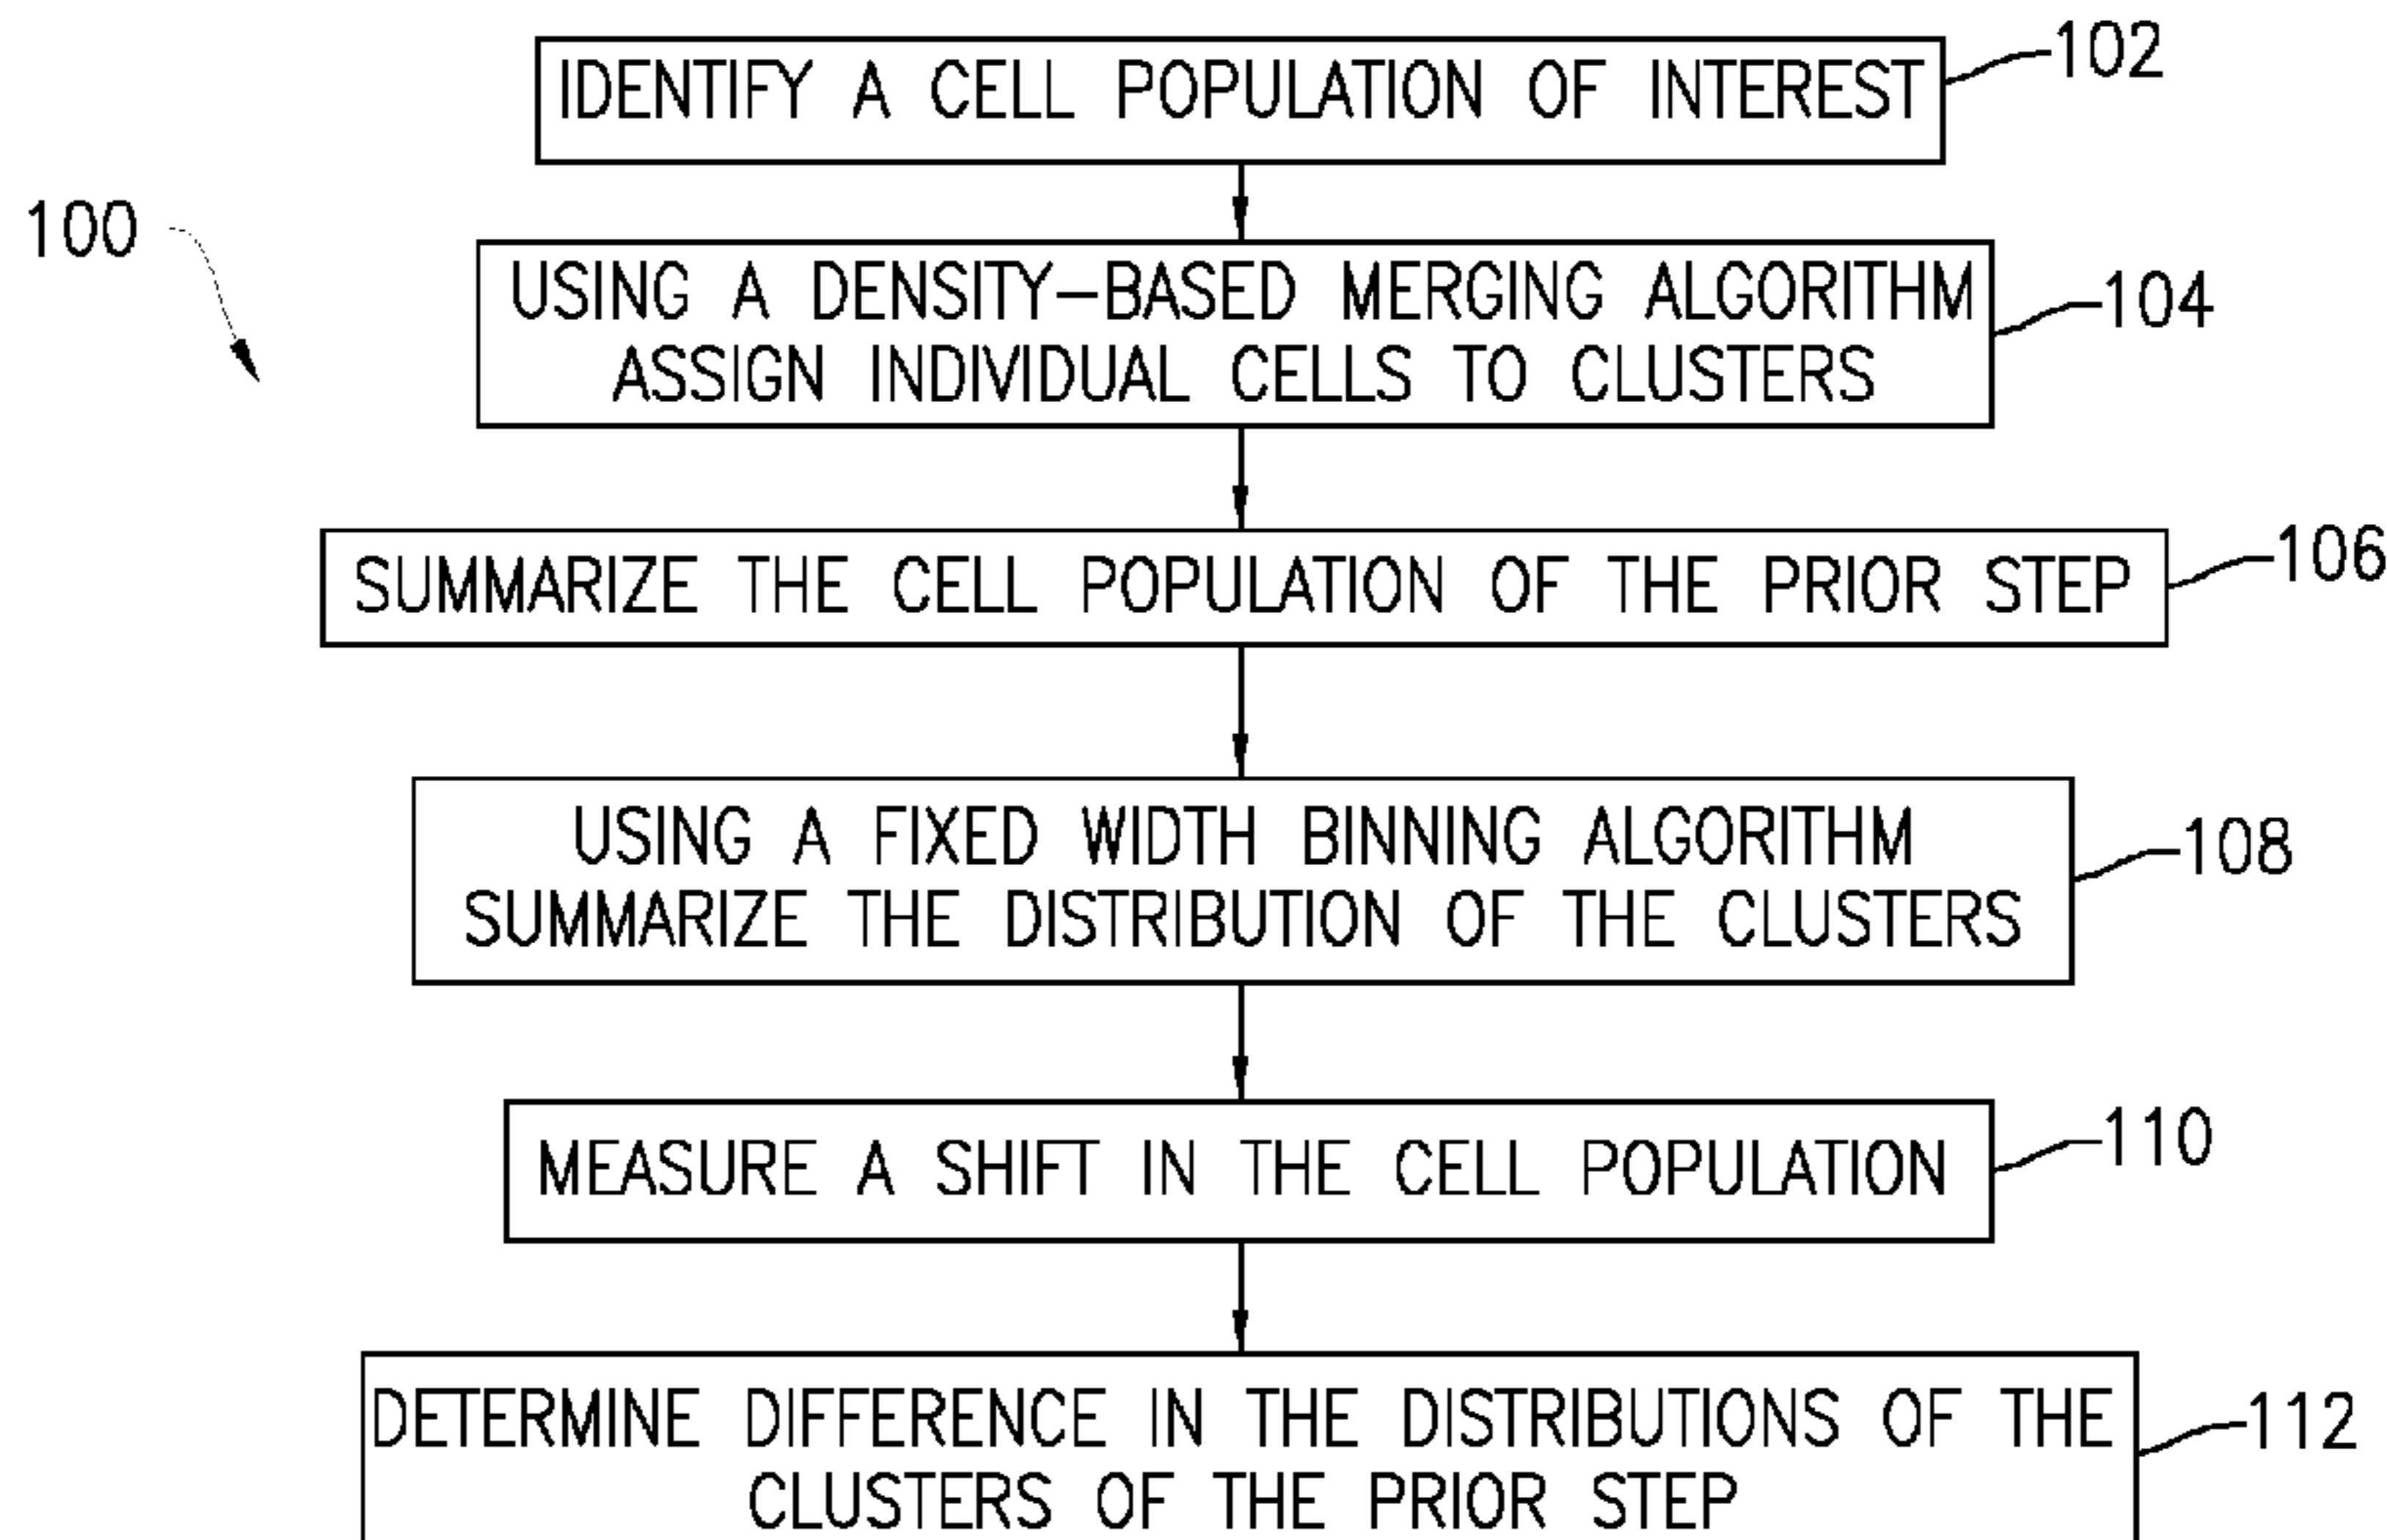 IDENTIFY A CELL POPULATION OF INTEREST
102
100
USING A DENSITY-BASED MERGING ALGORITHM
ASSIGN INDIVIDUAL CELLS TO CLUSTERS
104
SUMMARIZE THE CELL POPULATION OF THE PRIOR STEP
106
USING A FIXED WIDTH BINNING ALGORITHM
SUMMARIZE THE DISTRIBUTION OF THE CLUSTERS
108
MEASURE A SHIFT IN THE CELL POPULATION
110
DETERMINE DIFFERENCE IN THE DISTRIBUTIONS OF THE
CLUSTERS OF THE PRIOR STEP
112